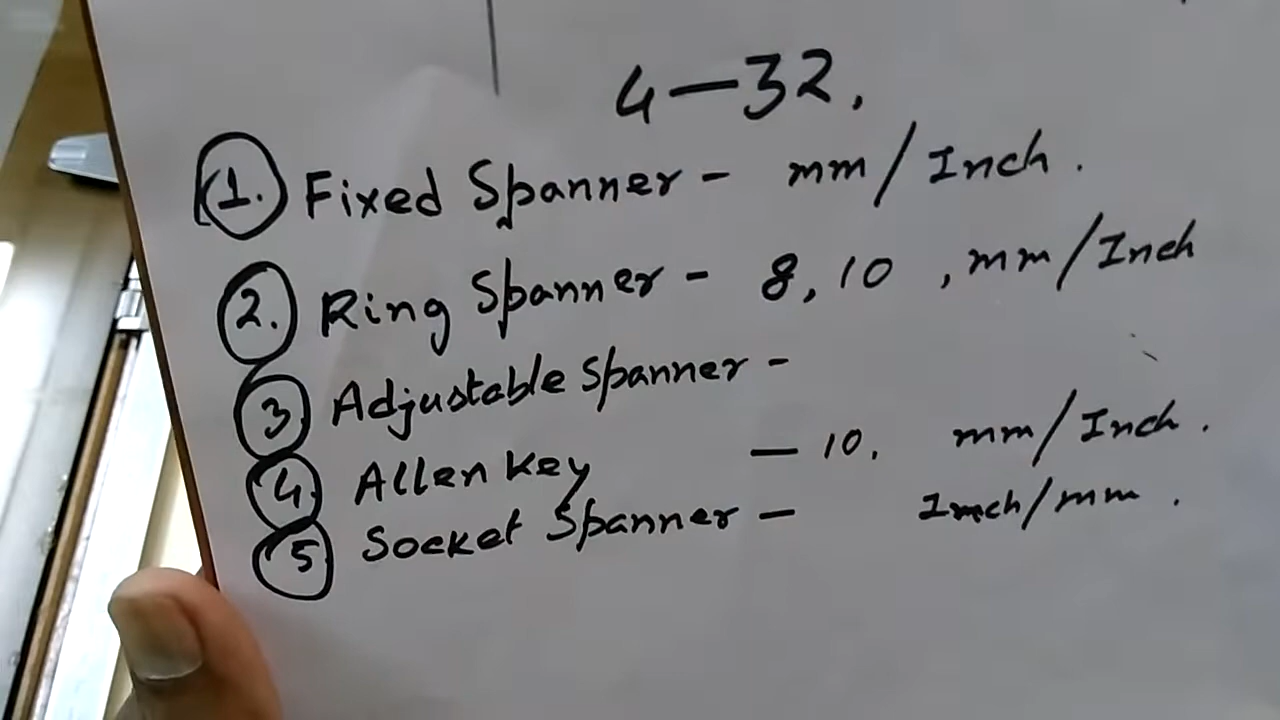 4-32.
1. Fixed Spanner - mm/Inch.
2. Ring Spanner - 8, 10, mm/Inch
3. Adjustable Spanner -
4. Allen Key - 10. mm/Inch.
5 Socket Spanner - Inch/mm.